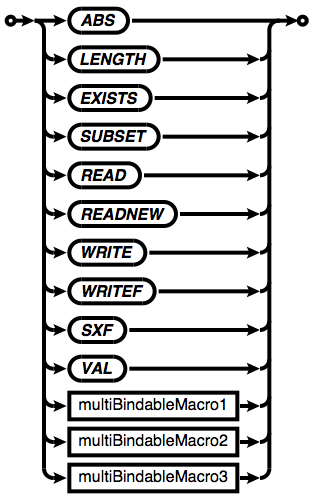 ABS
LENGTH
EXISTS
SUBSET
READ
READNEW
WRITE
WRITEF
SXF
VAL
multiBindableMacro1
multiBindableMacro2
multiBindableMacro3